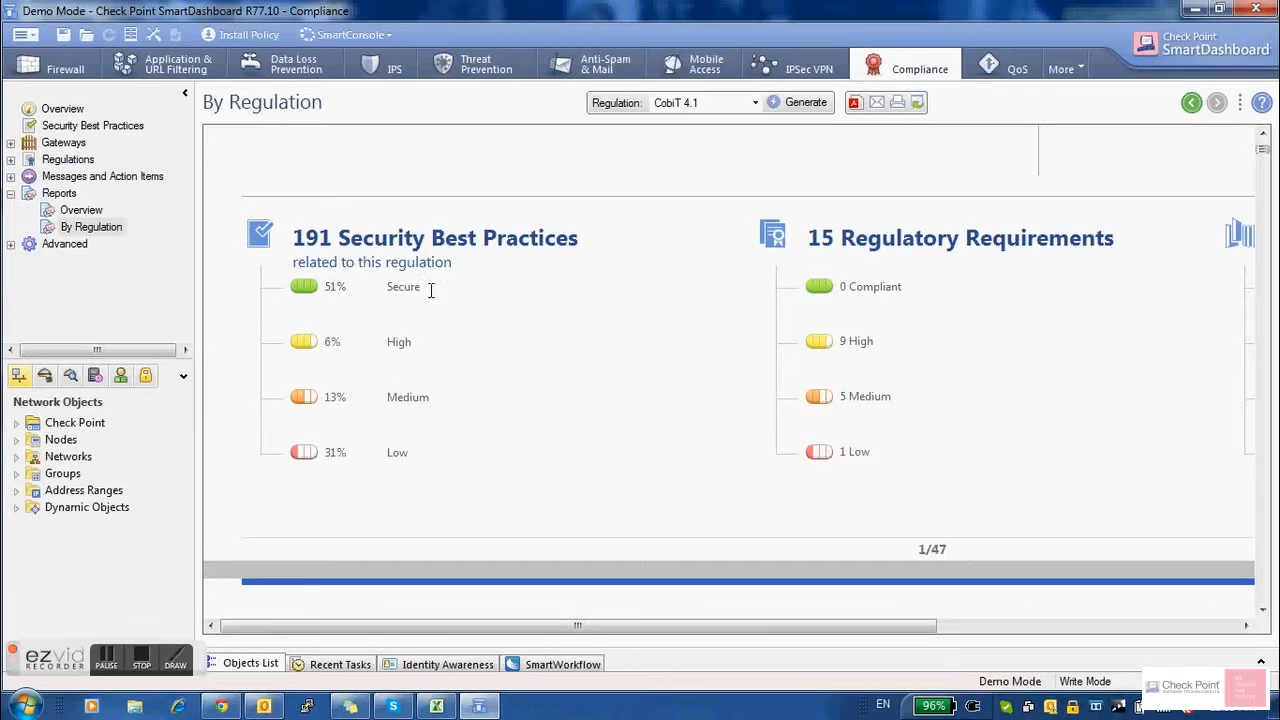 Demo Mode - Check Point SmartDashboard R77.10 - Compliance
Install Policy
SmartConsole
Check Point
SmartDashboard
Firewall
Application &
URL Filtering
Data Loss
Prevention
IPS
Threat
Prevention
Anti-Spam
& Mail
Mobile
Access
IPSec VPN
Compliance
QoS
More
Overview
Security Best Practices
Gateways
Regulations
Messages and Action Items
Reports
Overview
By Regulation
Advanced
Network Objects
Check Point
Nodes
Networks
Groups
Address Ranges
Dynamic Objects
By Regulation
Regulation: CobiT 4.1
Generate
191 Security Best Practices
related to this regulation
51% Secure
6% High
13% Medium
31% Low
15 Regulatory Requirements
0 Compliant
9 High
5 Medium
1 Low
1/47
ezvid
RECORDER
PAUSE
STOP
DRAW
Objects List
Recent Tasks
Identity Awareness
SmartWorkflow
Demo Mode
Write Mode
EN
96%
Check Point